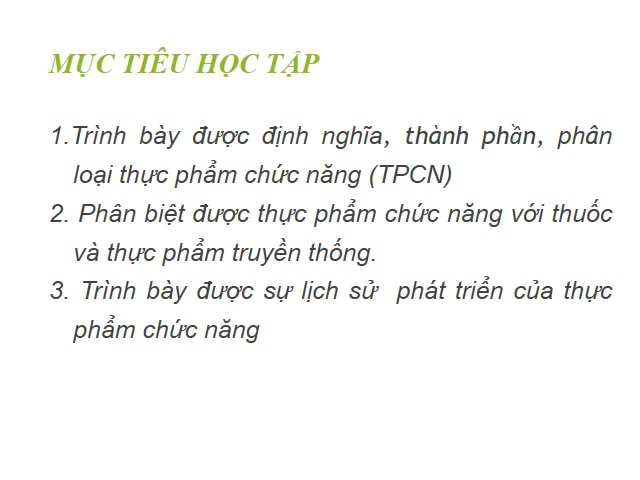 MỤC TIÊU HỌC TẬP
1.Trình bày được định nghĩa, thành phần, phân
loại thực phẩm chức năng (TPCN)
2. Phân biệt được thực phẩm chức năng với thuốc
và thực phẩm truyền thống.
3. Trình bày được sự lịch sử  phát triển của thực
phẩm chức năng